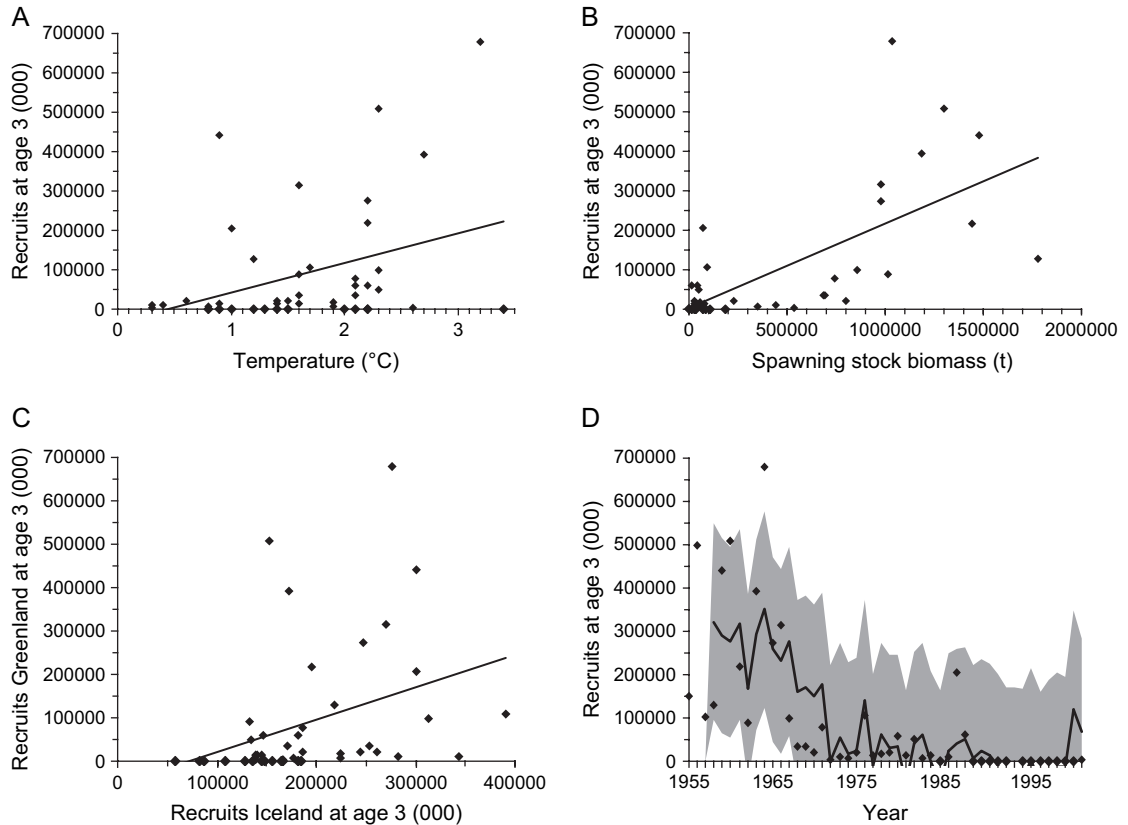 A
Recruits at age 3 (000)
700000
600000
500000
400000
300000
200000
100000
0
0 1 2 3
Temperature (°C)
B
Recruits at age 3 (000)
700000
600000
500000
400000
300000
200000
100000
0
0 500000 1000000 1500000 2000000
Spawning stock biomass (t)
C
Recruits Greenland at age 3 (000)
700000
600000
500000
400000
300000
200000
100000
0
0 100000 200000 300000 400000
Recruits Iceland at age 3 (000)
D
Recruits at age 3 (000)
700000
600000
500000
400000
300000
200000
100000
0
1955 1965 1975 1985 1995
Year